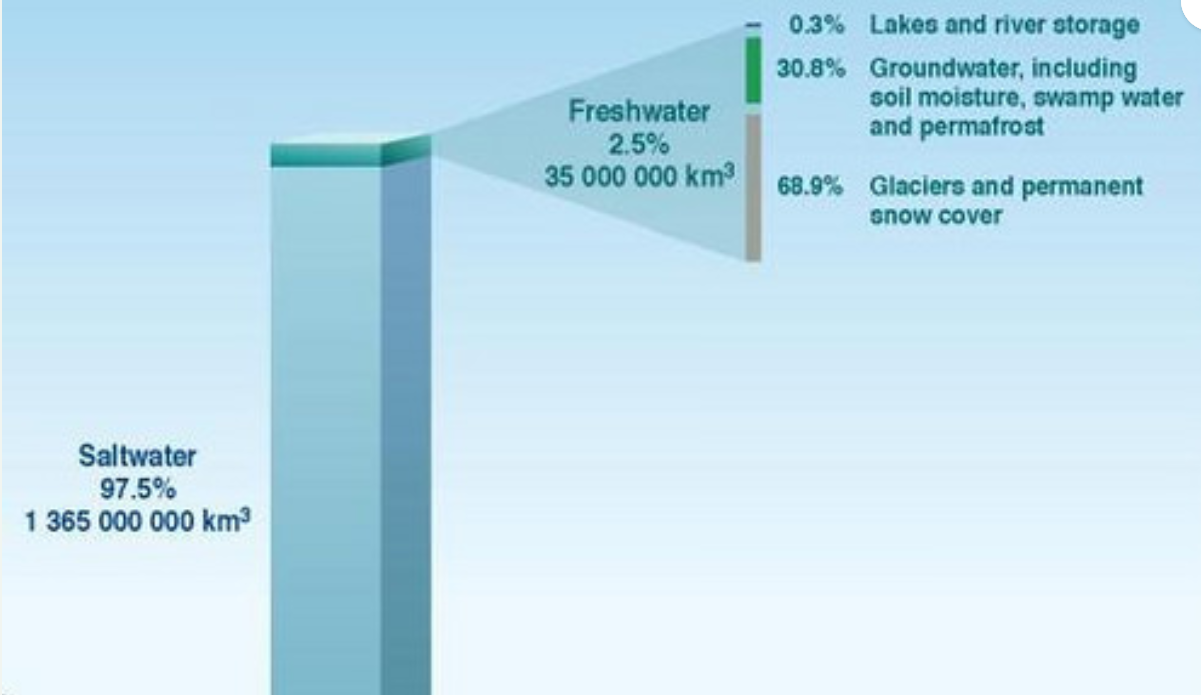 0.3% Lakes and river storage
30.8% Groundwater, including
soil moisture, swamp water
and permafrost
68.9% Glaciers and permanent
snow cover
Freshwater
2.5%
35 000 000 km³
Saltwater
97.5%
1 365 000 000 km³